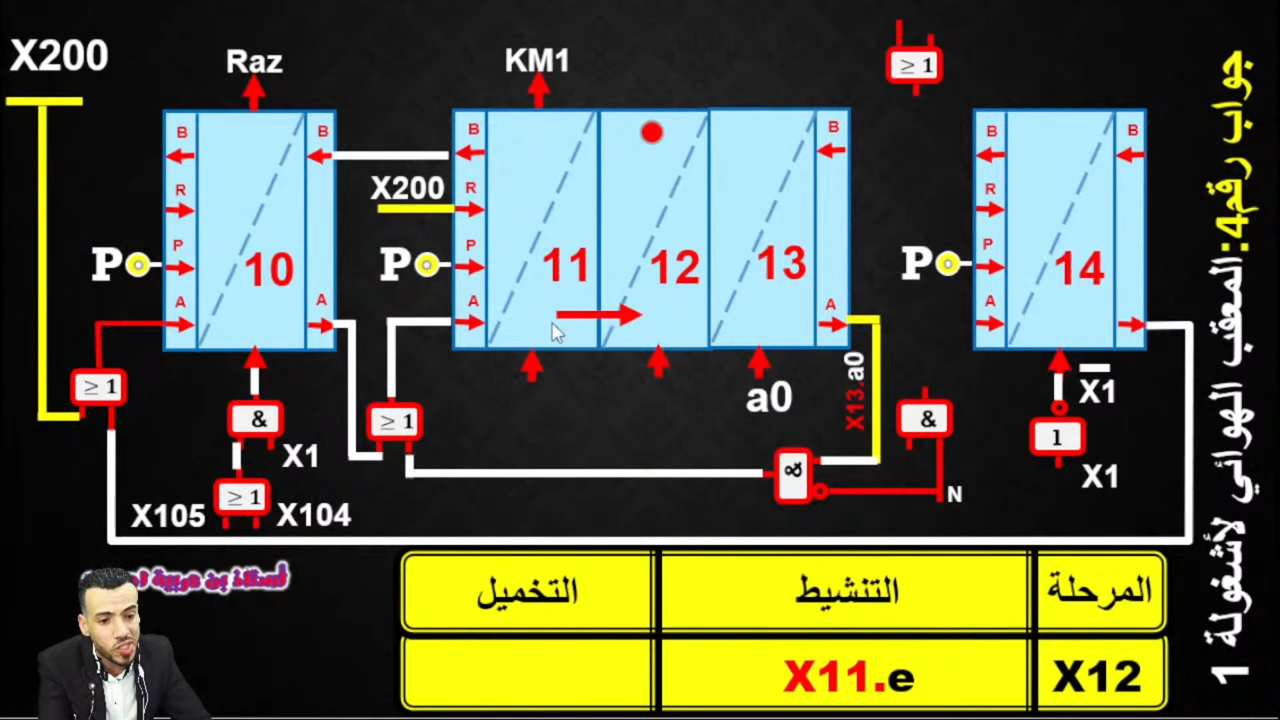 X200
Raz
KM1
≥ 1
B
B
B
B
B
B
X200
R
R
R
P
P
P
P
P
P
10
11
12
13
14
A
A
A
A
A
≥ 1
&
X1
≥ 1
X105
X104
≥ 1
a0
X13.a0
&
&
N
X1
1
X1
جواب رقم4:المعقب الهوائي لأشغولة 1
المرحلة
التنشيط
التخميل
X12
X11.e